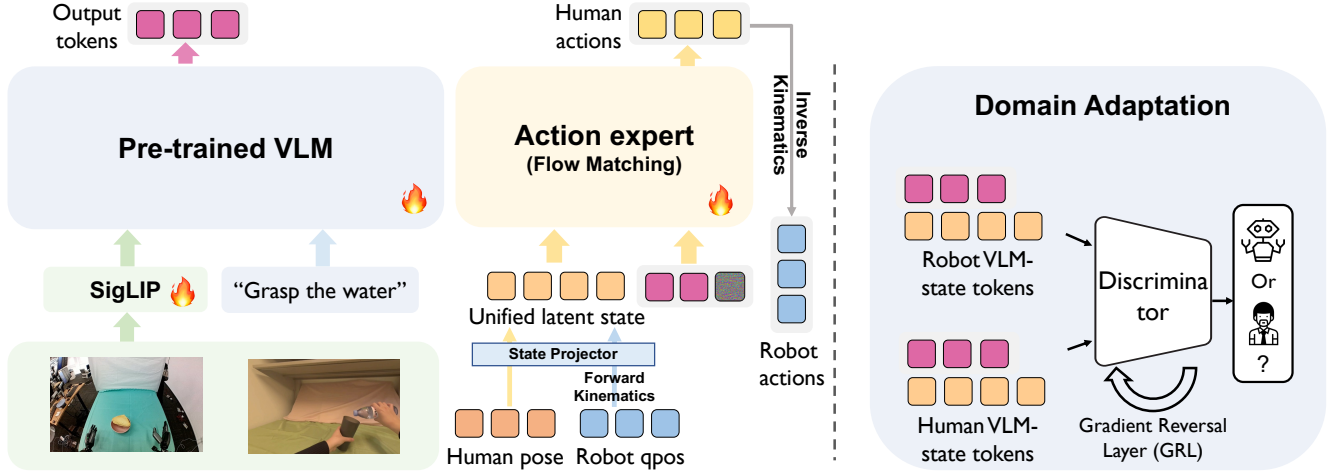 Output
tokens
Pre-trained VLM
SigLIP
“Grasp the water”
Human
actions
Action expert
(Flow Matching)
Inverse
Kinematics
Unified latent state
State Projector
Forward
Kinematics
Human pose
Robot qpos
Robot
actions
Domain Adaptation
Robot VLM-
state tokens
Human VLM-
state tokens
Discrimina
tor
Gradient Reversal
Layer (GRL)
Or
?